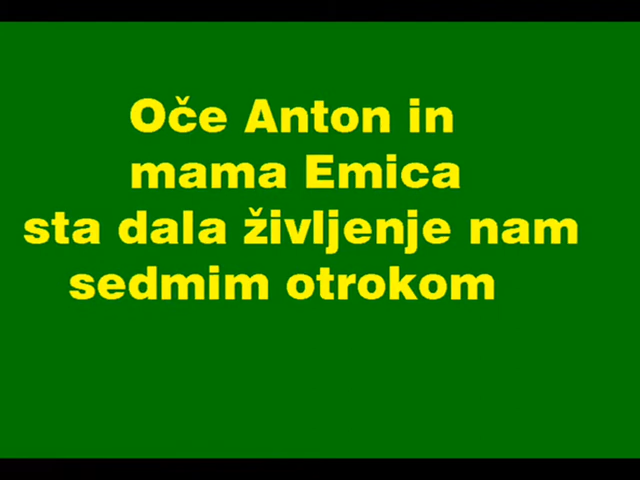 Oče Anton in
mama Emica
sta dala življenje nam
sedmim otrokom